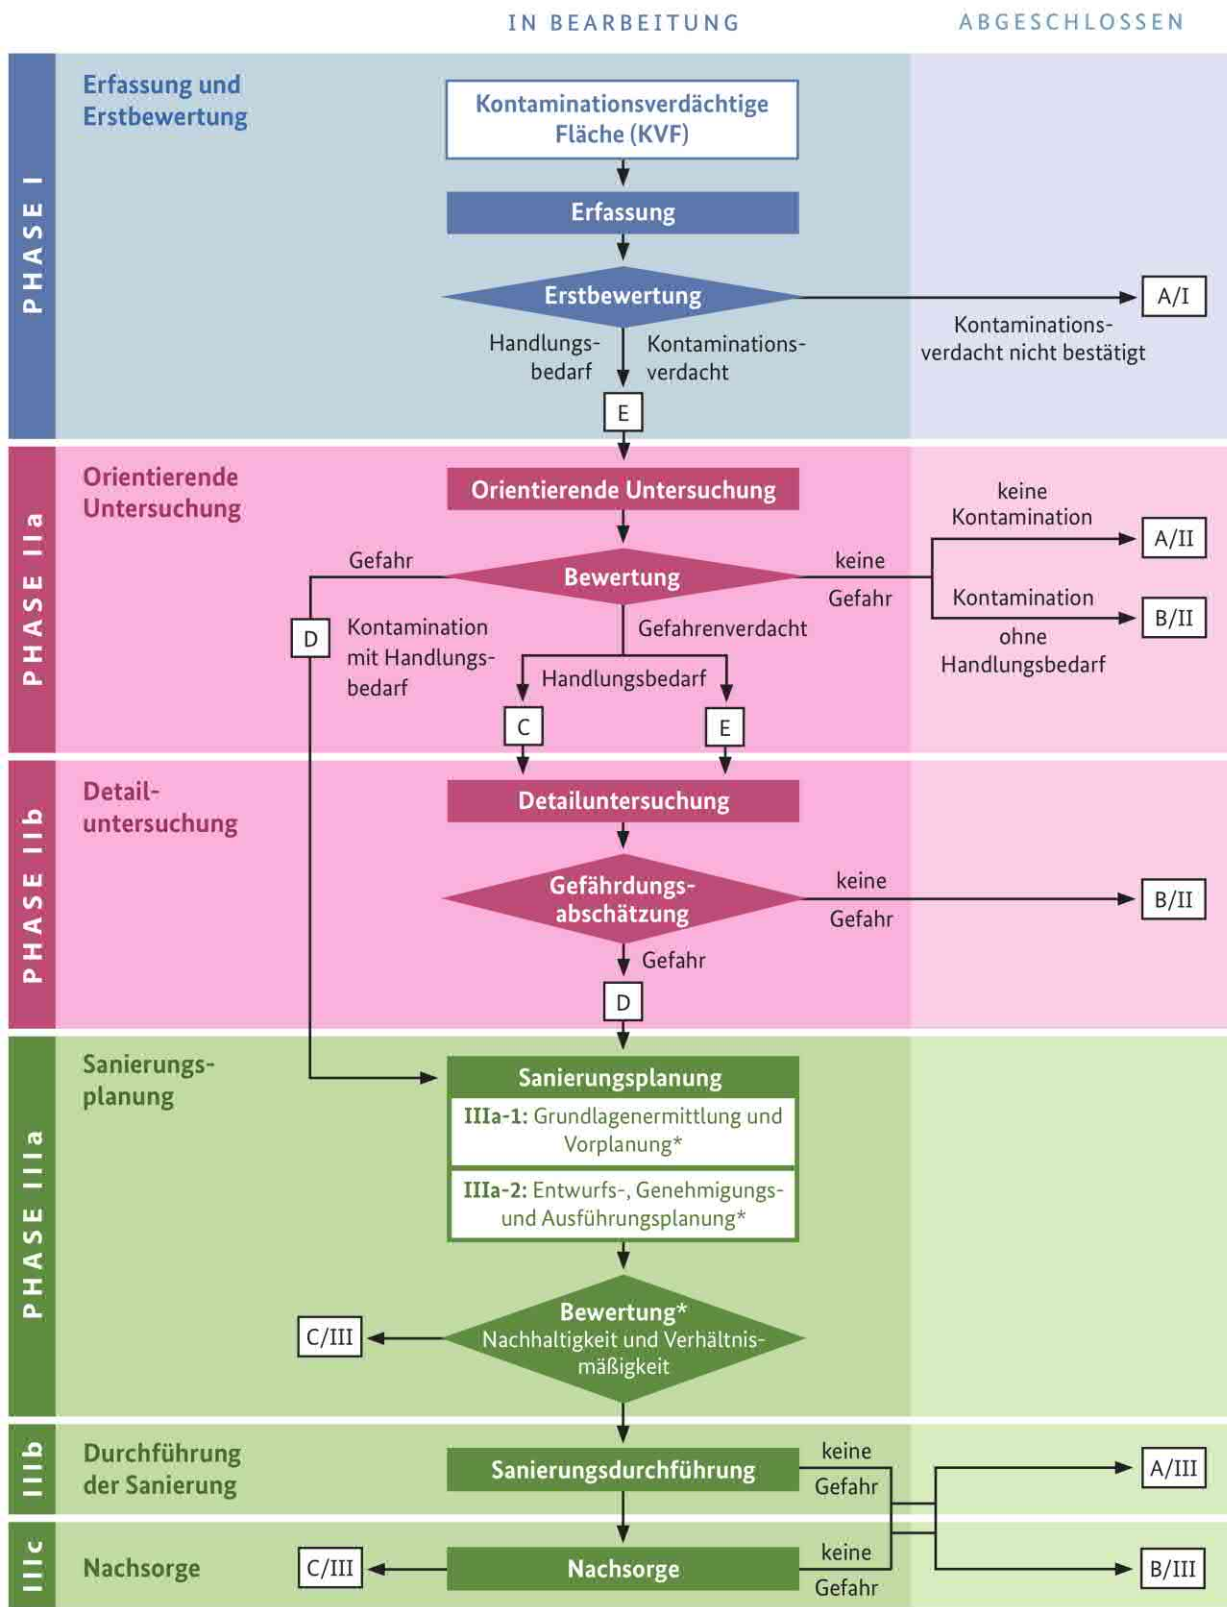 IN BEARBEITUNG
ABGESCHLOSSEN
PHASE I
Erfassung und
Erstbewertung
Kontaminationsverdächtige
Fläche (KVF)
Erfassung
Erstbewertung
A/I
Kontaminations-
verdacht nicht bestätigt
Handlungs-
bedarf
Kontaminations-
verdacht
E
PHASE IIa
Orientierende
Untersuchung
Orientierende Untersuchung
keine
Kontamination
A/II
Gefahr
Bewertung
keine
Gefahr
Kontamination
B/II
ohne
Handlungsbedarf
D
Kontamination
mit Handlungs-
bedarf
Gefahrenverdacht
Handlungsbedarf
C
E
PHASE IIb
Detail-
untersuchung
Detailuntersuchung
Gefährdungs-
abschätzung
keine
Gefahr
B/II
Gefahr
D
PHASE IIIa
Sanierungs-
planung
Sanierungsplanung
IIIa-1: Grundlagenermittlung und
Vorplanung*
IIIa-2: Entwurfs-, Genehmigungs-
und Ausführungsplanung*
Bewertung*
Nachhaltigkeit und Verhältnis-
mäßigkeit
C/III
IIIb
Durchführung
der Sanierung
Sanierungsdurchführung
keine
Gefahr
A/III
IIIc
Nachsorge
C/III
Nachsorge
keine
Gefahr
B/III